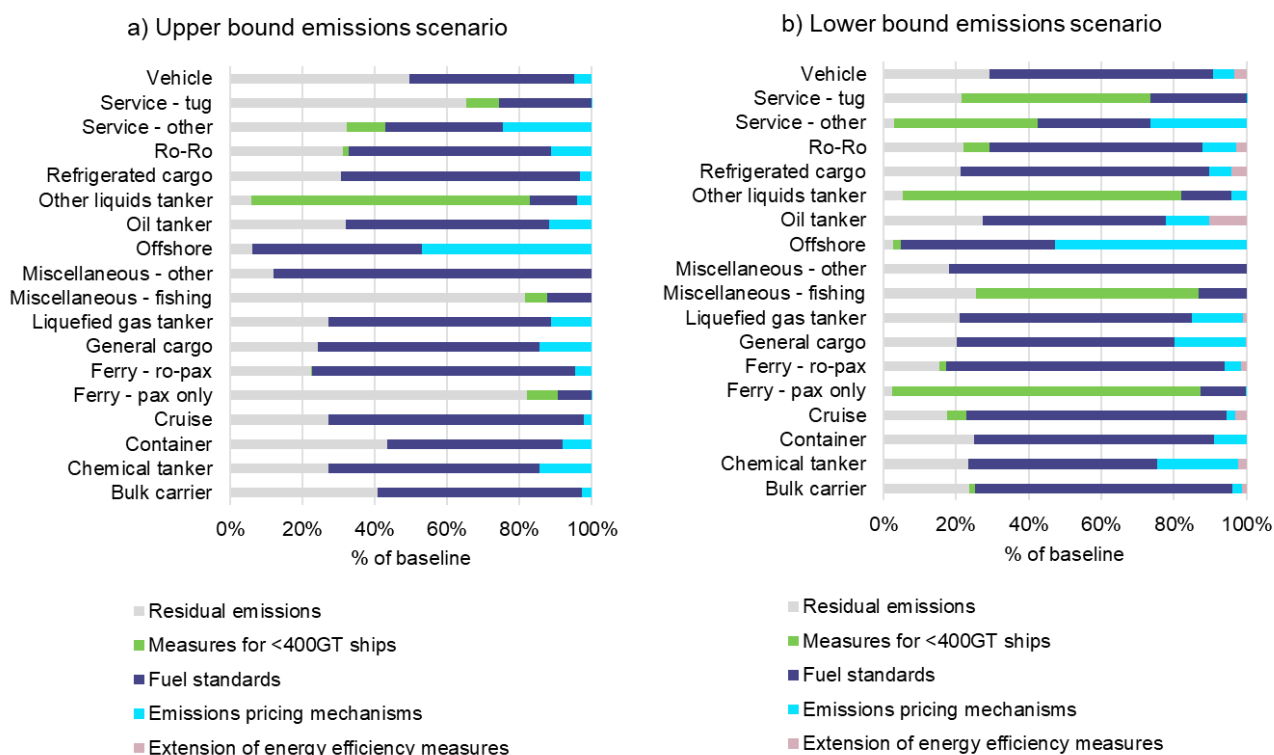 a) Upper bound emissions scenario
Vehicle
Service - tug
Service - other
Ro-Ro
Refrigerated cargo
Other liquids tanker
Oil tanker
Offshore
Miscellaneous - other
Miscellaneous - fishing
Liquefied gas tanker
General cargo
Ferry - ro-pax
Ferry - pax only
Cruise
Container
Chemical tanker
Bulk carrier
0% 20% 40% 60% 80% 100%
% of baseline
Residual emissions
Measures for <400GT ships
Fuel standards
Emissions pricing mechanisms
Extension of energy efficiency measures
b) Lower bound emissions scenario
Vehicle
Service - tug
Service - other
Ro-Ro
Refrigerated cargo
Other liquids tanker
Oil tanker
Offshore
Miscellaneous - other
Miscellaneous - fishing
Liquefied gas tanker
General cargo
Ferry - ro-pax
Ferry - pax only
Cruise
Container
Chemical tanker
Bulk carrier
0% 20% 40% 60% 80% 100%
% of baseline
Residual emissions
Measures for <400GT ships
Fuel standards
Emissions pricing mechanisms
Extension of energy efficiency measures